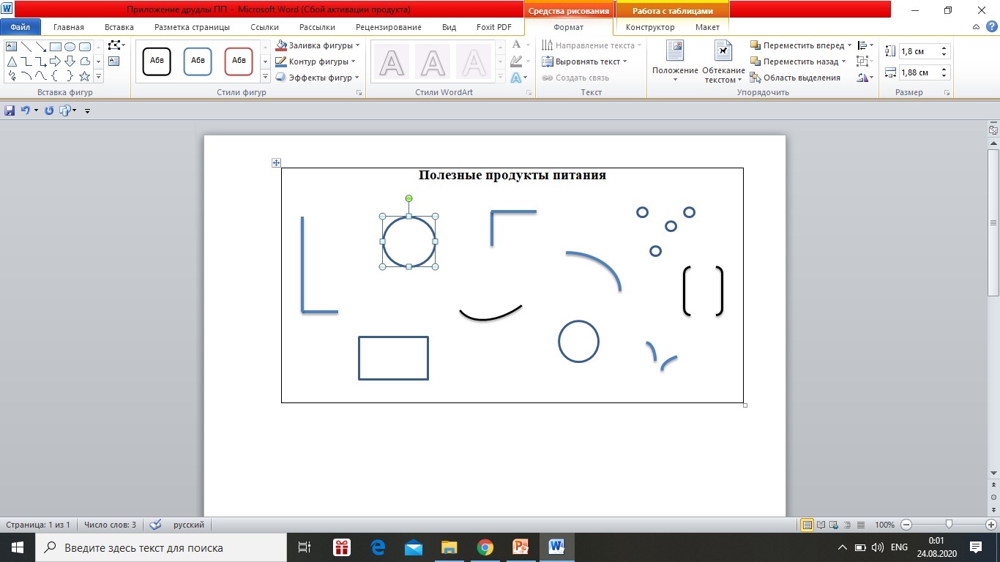 Приложение друдлы ПП - Microsoft Word (Сбой активации продукта)
Средства рисования
Работа с таблицами
Файл
Главная
Вставка
Разметка страницы
Ссылки
Рассылки
Рецензирование
Вид
Foxit PDF
Формат
Конструктор
Макет
Абв
Абв
Абв
Заливка фигуры
Контур фигуры
Эффекты фигур
A A A
Направление текста
Выровнять текст
Создать связь
Положение
Обтекание
текстом
Переместить вперед
Переместить назад
Область выделения
1,8 см
1,88 см
Вставка фигур
Стили фигур
Стили WordArt
Текст
Упорядочить
Размер
Полезные продукты питания
Страница: 1 из 1
Число слов: 3
русский
100%
Введите здесь текст для поиска
ENG
0:01
24.08.2020